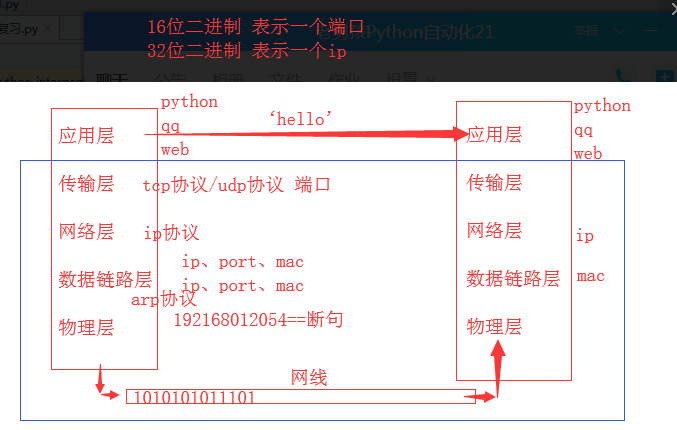 .py
复习.py ×
16位二进制 表示一个端口
孩Python自动化21
32位二进制 表示一个ip
聊天 公告 相册 文件 作业 设置
python
qq
web
应用层
‘hello’
应用层
python
qq
web
传输层
tcp协议/udp协议 端口
传输层
网络层
ip协议
网络层
ip
ip、port、mac
数据链路层
ip、port、mac
数据链路层
mac
arp协议
物理层
192168012054==断句
物理层
网线
1010101011101